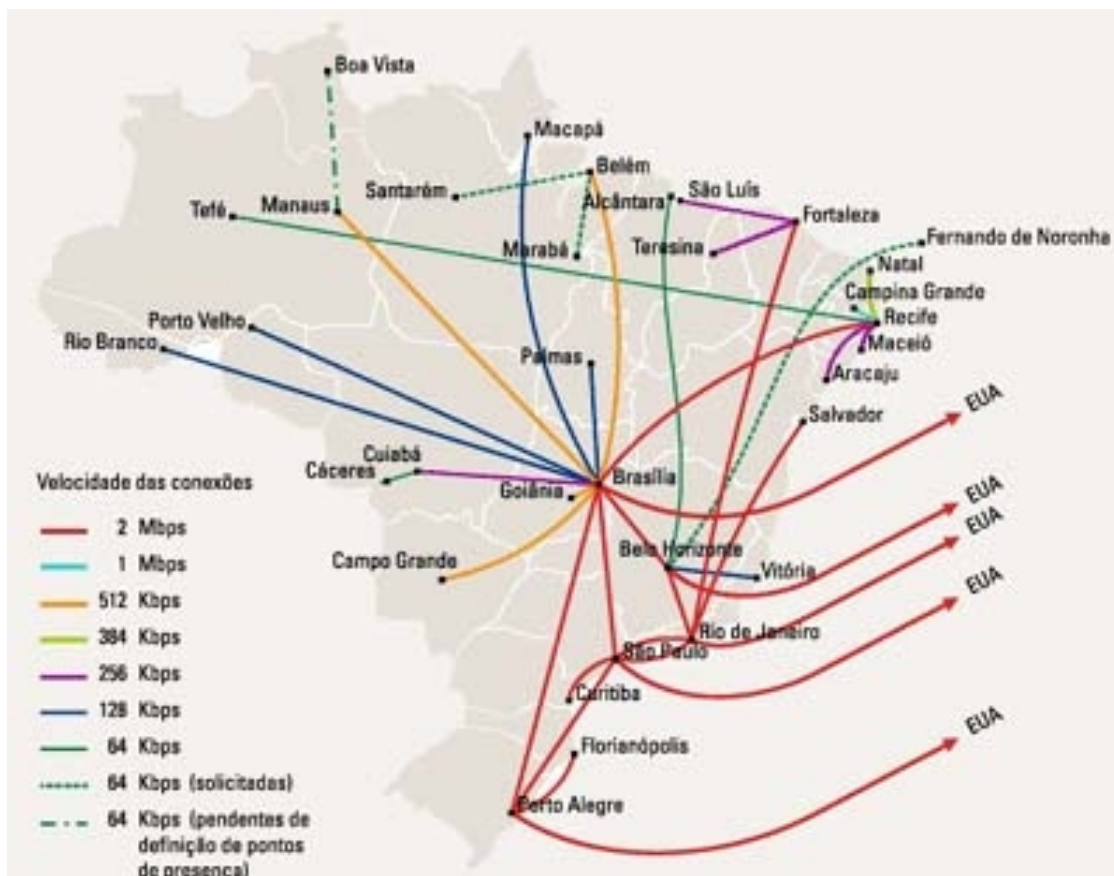 Boa Vista
Macapá
Belém
Santarém
Alcântara
São Luís
Tefé
Manaus
Fortaleza
Marabá
Teresina
Fernando de Noronha
Natal
Campina Grande
Recife
Porto Velho
Rio Branco
Palmas
Maceió
Aracaju
EUA
Salvador
Cuiabá
Cáceres
Brasília
Goiânia
EUA
EUA
Belo Horizonte
Campo Grande
Vitória
EUA
Rio de Janeiro
São Paulo
Curitiba
EUA
Florianópolis
Porto Alegre
Velocidade das conexões
2 Mbps
1 Mbps
512 Kbps
384 Kbps
256 Kbps
128 Kbps
64 Kbps
64 Kbps (solicitadas)
64 Kbps (pendentes de
definição de pontos
de presença)